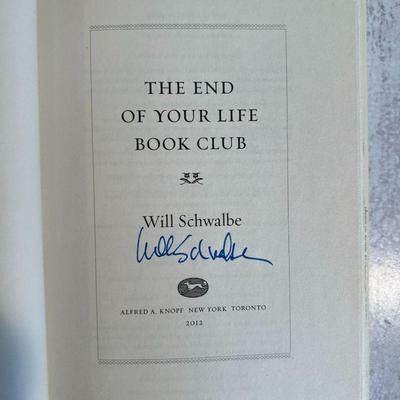 THE END
OF YOUR LIFE
BOOK CLUB
Will Schwalbe
Will Schwalbe
ALFRED A. KNOPF NEW YORK TORONTO
2012